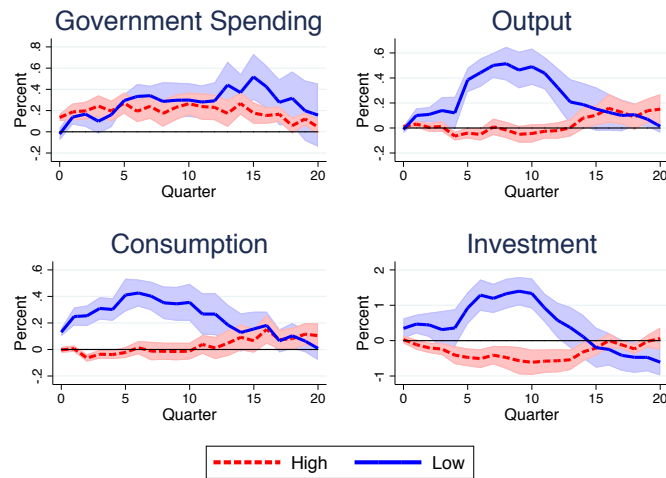 Government Spending
Percent
.8
.6
.4
.2
0
-.2
0 5 10 15 20
Quarter
Output
Percent
.6
.4
.2
0
-.2
0 5 10 15 20
Quarter
Consumption
Percent
.6
.4
.2
0
-.2
0 5 10 15 20
Quarter
Investment
Percent
2
1
0
-1
0 5 10 15 20
Quarter
High Low